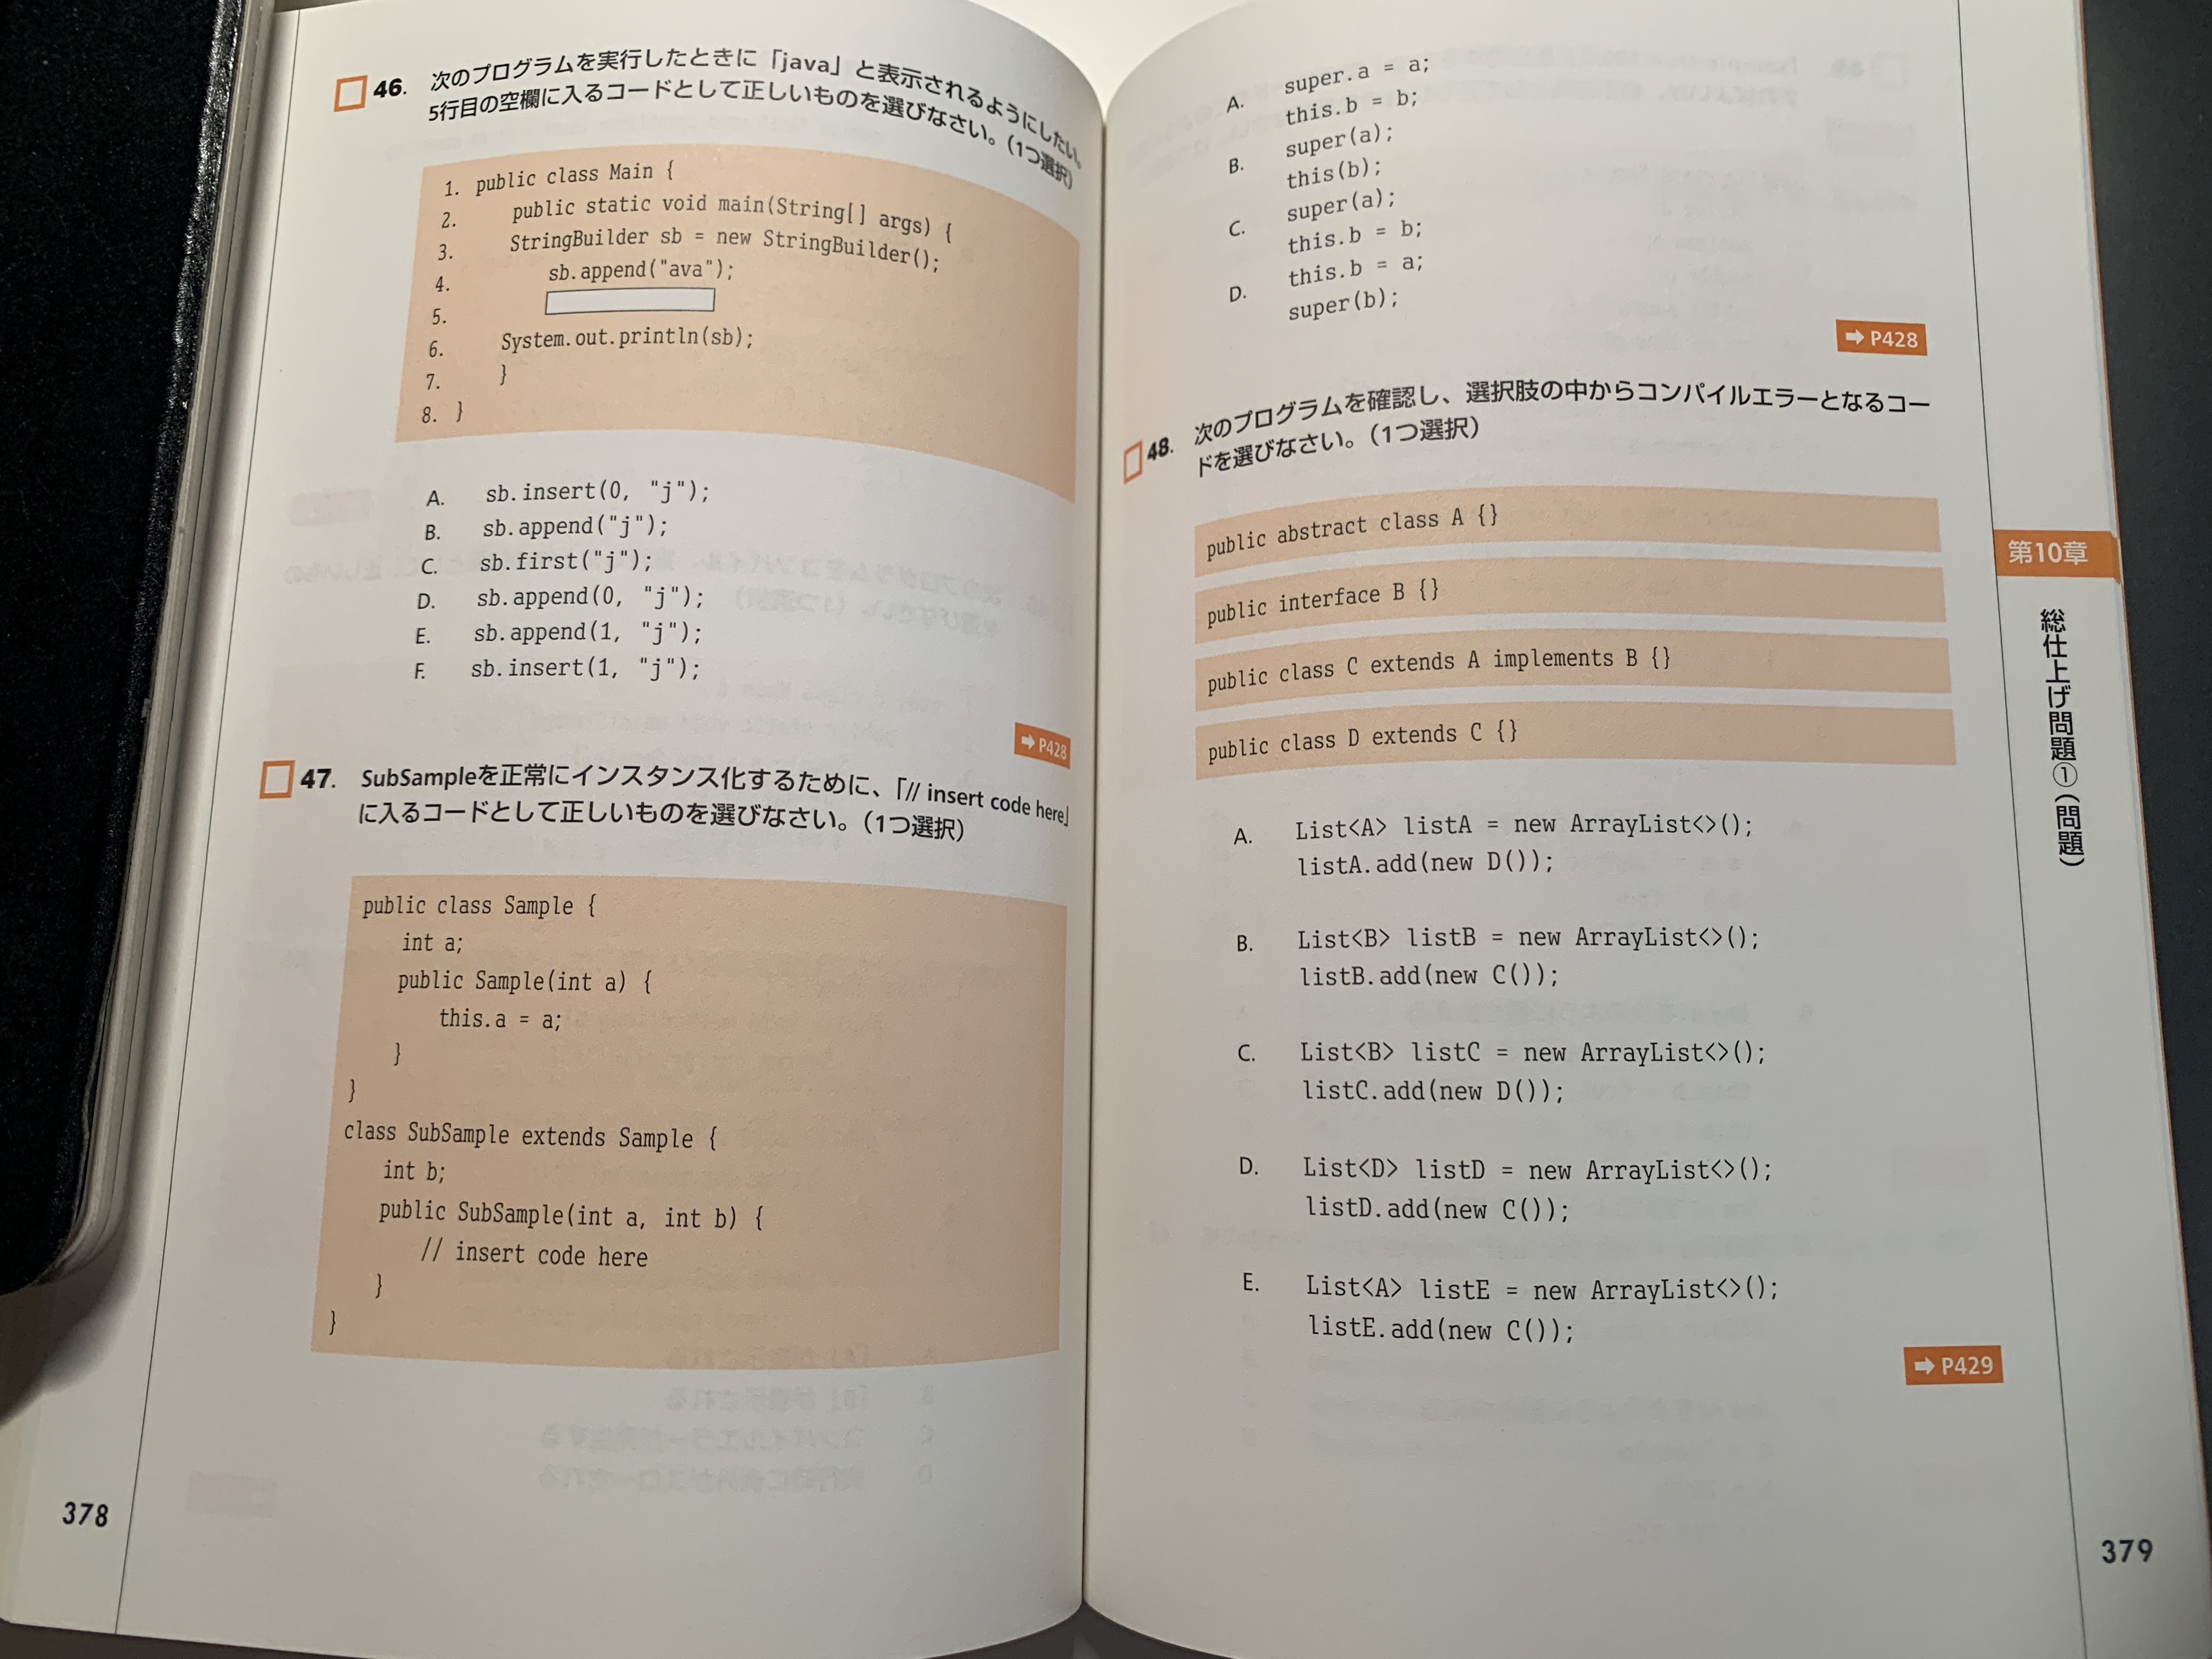 46. 次のプログラムを実行したときに「java」と表示されるようにしたい。
5行目の空欄に入るコードとして正しいものを選びなさい。（1つ選択）
1. public class Main {
2. public static void main(String[] args) {
3. StringBuilder sb = new StringBuilder();
4. sb.append("ava");
5.
6. System.out.println(sb);
7. }
8. }
A. sb.insert(0, "j");
B. sb.append("j");
C. sb.first("j");
D. sb.append(0, "j");
E. sb.append(1, "j");
F. sb.insert(1, "j");
➡ P428
47. SubSampleを正常にインスタンス化するために、「// insert code here」
に入るコードとして正しいものを選びなさい。（1つ選択）
public class Sample {
int a;
public Sample(int a) {
this.a = a;
}
}
class SubSample extends Sample {
int b;
public SubSample(int a, int b) {
// insert code here
}
}
378
A. super.a = a;
this.b = b;
B. super(a);
this(b);
C. super(a);
this.b = b;
D. this.b = a;
super(b);
➡ P428
48. 次のプログラムを確認し、選択肢の中からコンパイルエラーとなるコー
ドを選びなさい。（1つ選択）
public abstract class A {}
public interface B {}
public class C extends A implements B {}
public class D extends C {}
A. List<A> listA = new ArrayList<>();
listA.add(new D());
B. List<B> listB = new ArrayList<>();
listB.add(new C());
C. List<B> listC = new ArrayList<>();
listC.add(new D());
D. List<D> listD = new ArrayList<>();
listD.add(new C());
E. List<A> listE = new ArrayList<>();
listE.add(new C());
➡ P429
第10章
総仕上げ問題①（問題）
379